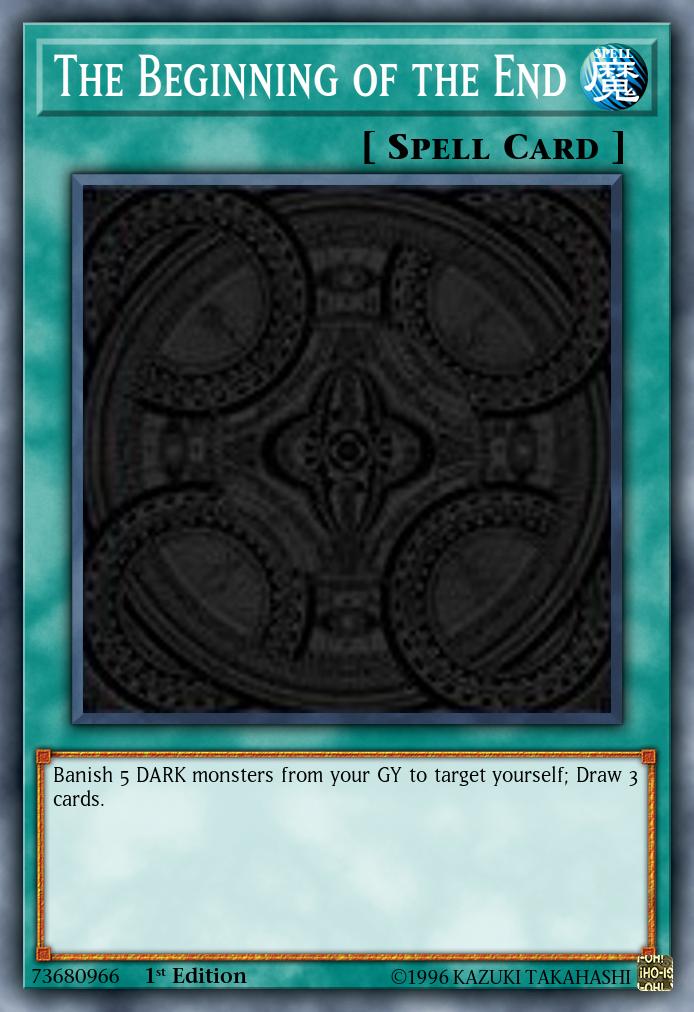 THE BEGINNING OF THE END
SPELL
魔
[ SPELL CARD ]
Banish 5 DARK monsters from your GY to target yourself; Draw 3
cards.
73680966 1st Edition ©1996 KAZUKI TAKAHASHI
-OH!